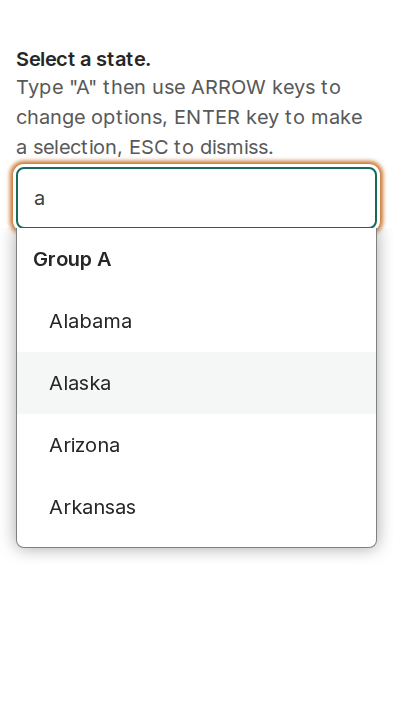 Select a state.
Type "A" then use ARROW keys to
change options, ENTER key to make
a selection, ESC to dismiss.
a
Group A
Alabama
Alaska
Arizona
Arkansas